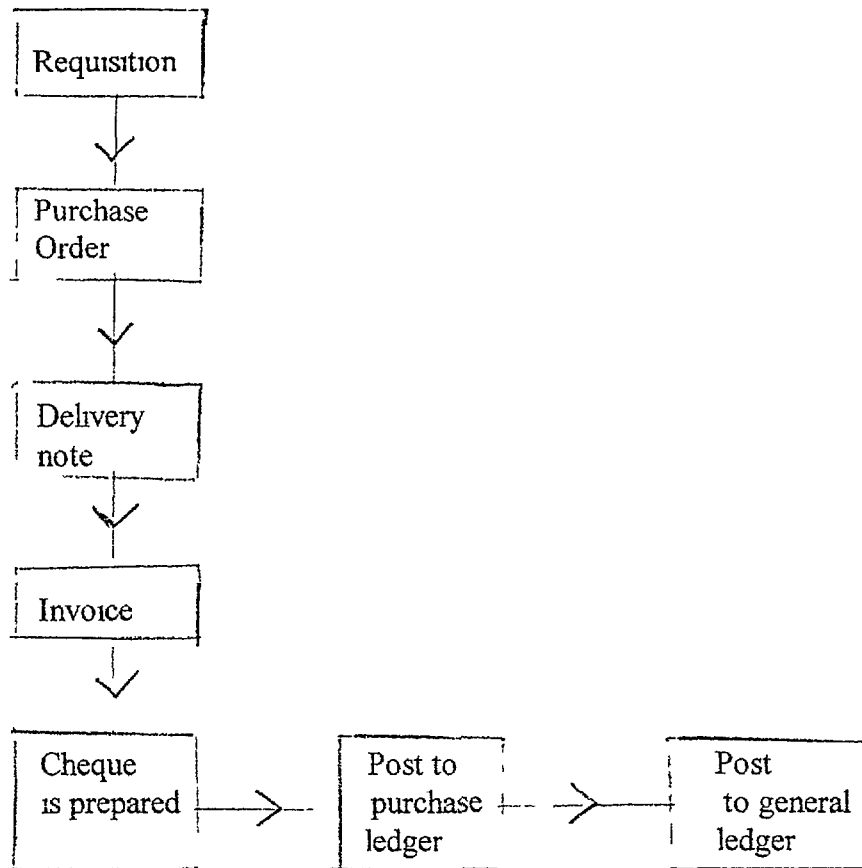 Requisition
Purchase
Order
Delivery
note
Invoice
Cheque
is prepared
Post to
purchase
ledger
Post
to general
ledger